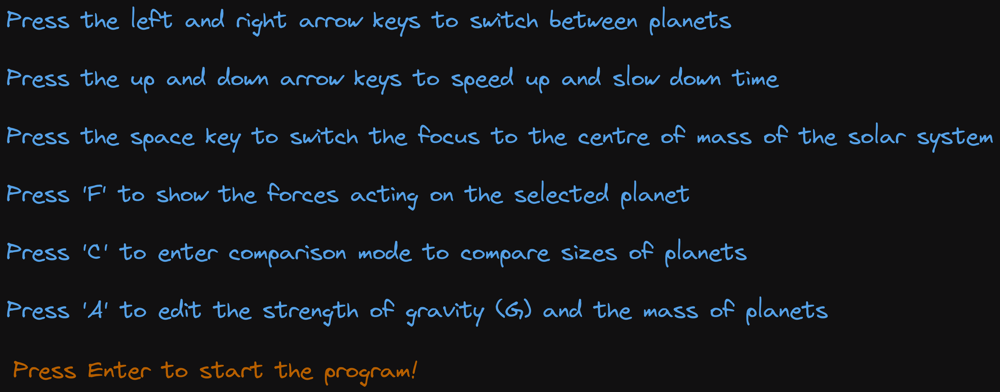 Press the left and right arrow keys to switch between planets
Press the up and down arrow keys to speed up and slow down time
Press the space key to switch the focus to the centre of mass of the solar system
Press 'F' to show the forces acting on the selected planet
Press 'C' to enter comparison mode to compare sizes of planets
Press 'A' to edit the strength of gravity (G) and the mass of planets
Press Enter to start the program!